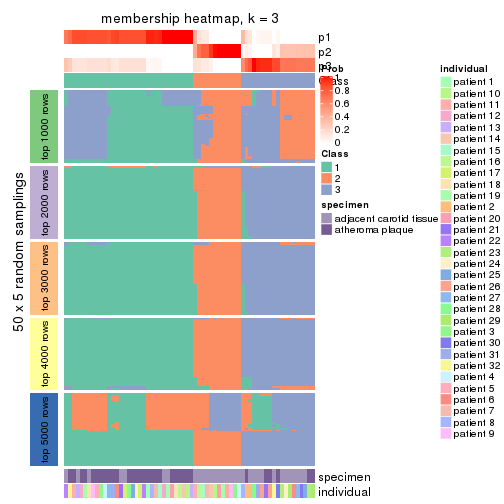 membership heatmap, k = 3
p1
p2
p3
Prob
Class
1
0.8
0.6
0.4
0.2
0
Class
1
2
3
specimen
adjacent carotid tissue
atheroma plaque
individual
patient 1
patient 10
patient 11
patient 12
patient 13
patient 14
patient 15
patient 16
patient 17
patient 18
patient 19
patient 2
patient 20
patient 21
patient 22
patient 23
patient 24
patient 25
patient 26
patient 27
patient 28
patient 29
patient 3
patient 30
patient 31
patient 32
patient 4
patient 5
patient 6
patient 7
patient 8
patient 9
50 x 5 random samplings
top 1000 rows
top 2000 rows
top 3000 rows
top 4000 rows
top 5000 rows
specimen
individual